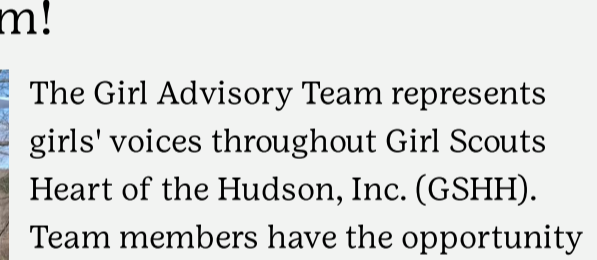 m!
The Girl Advisory Team represents
girls' voices throughout Girl Scouts
Heart of the Hudson, Inc. (GSHH).
Team members have the opportunity